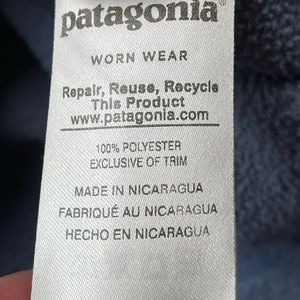 patagonia®
WORN WEAR
Repair, Reuse, Recycle
This Product
www.patagonia.com
100% POLYESTER
EXCLUSIVE OF TRIM
MADE IN NICARAGUA
FABRIQUÉ AU NICARAGUA
HECHO EN NICARAGUA